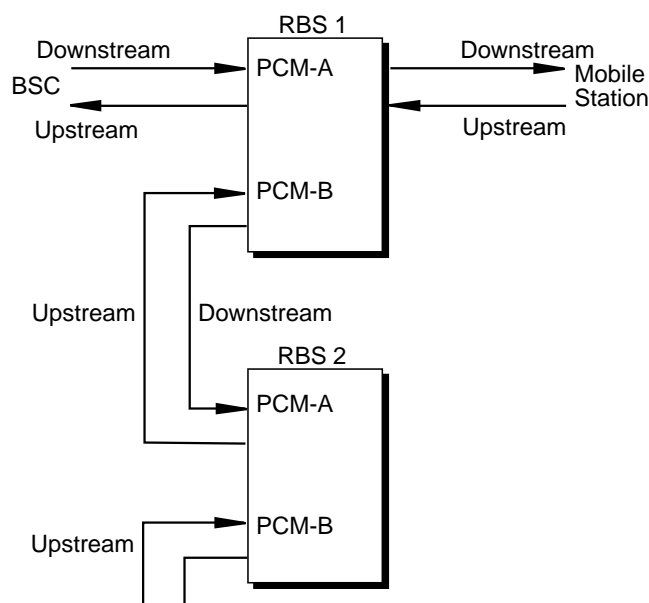 RBS 1
Downstream
PCM-A
Downstream
BSC
Mobile
Station
Upstream
Upstream
PCM-B
Upstream
Downstream
RBS 2
PCM-A
PCM-B
Upstream